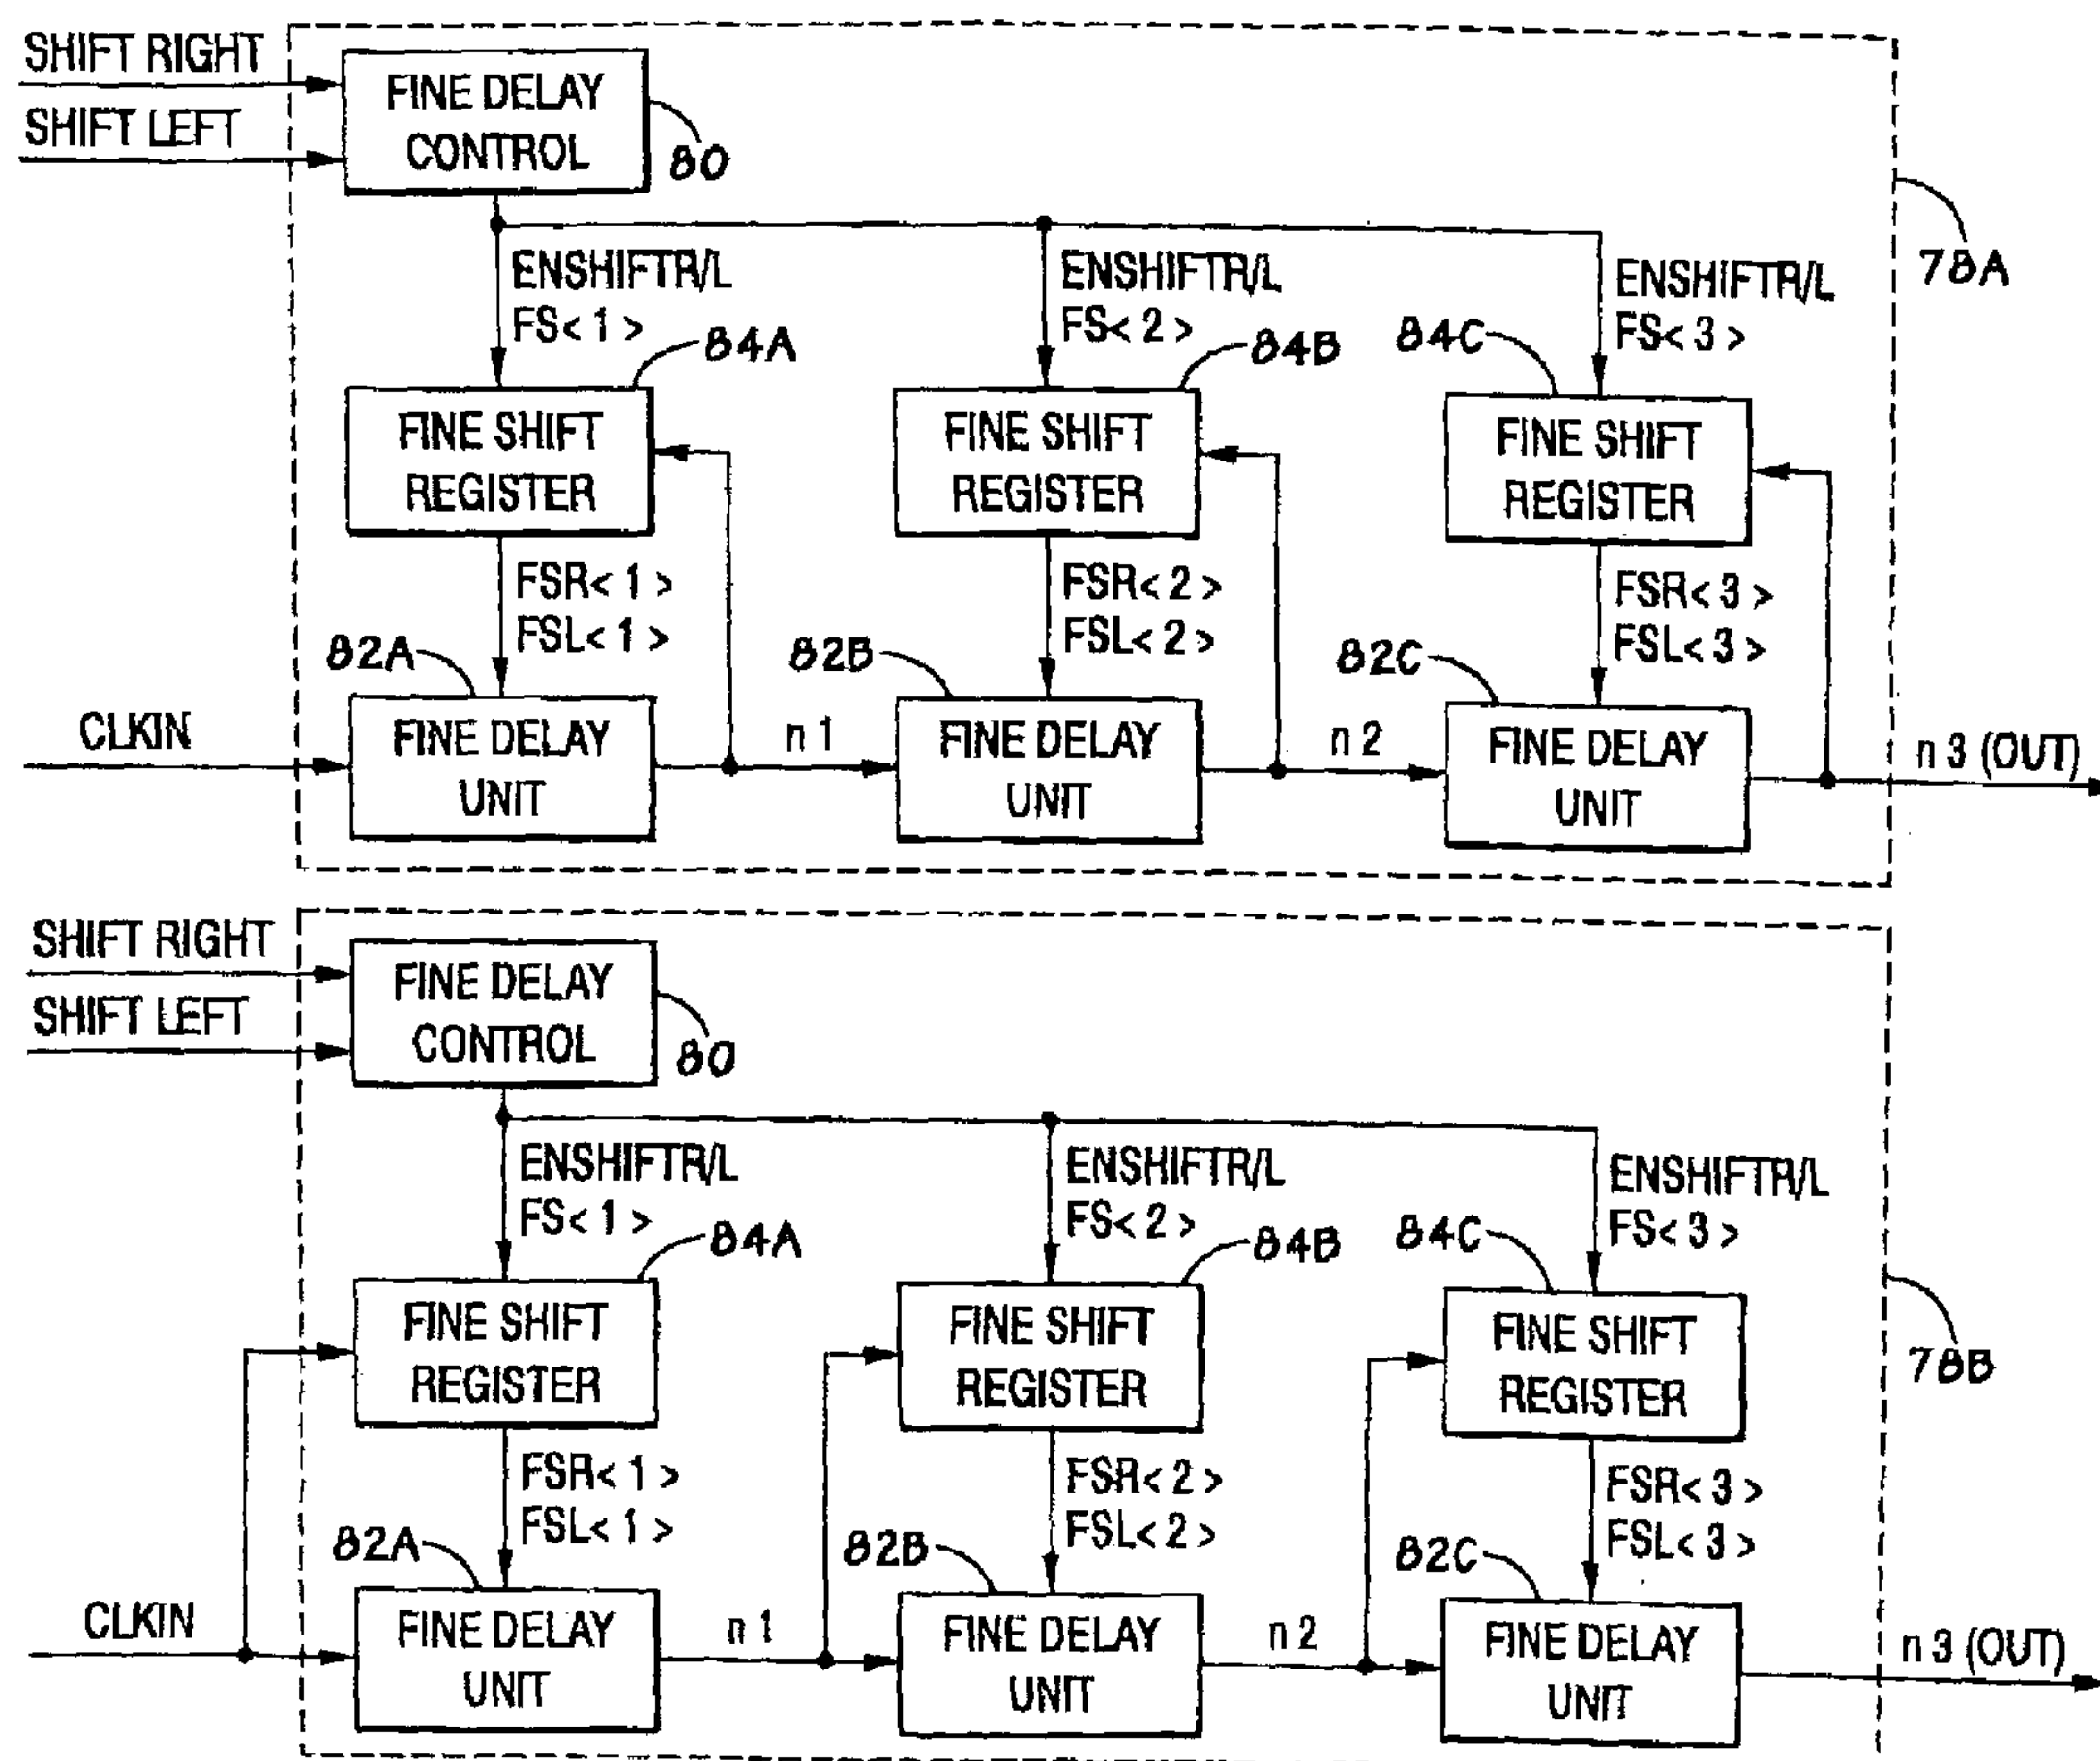 SHIFT RIGHT
SHIFT LEFT
FINE DELAY
CONTROL
80
78A
ENSHIFTR/L
FS< 1 >
ENSHIFTR/L
FS< 2 >
ENSHIFTR/L
FS< 3 >
84A
84B
84C
FINE SHIFT
REGISTER
FINE SHIFT
REGISTER
FINE SHIFT
REGISTER
FSR< 1 >
FSL< 1 >
FSR< 2 >
FSL< 2 >
FSR< 3 >
FSL< 3 >
82A
82B
82C
CLKIN
FINE DELAY
UNIT
n 1
FINE DELAY
UNIT
n 2
FINE DELAY
UNIT
n 3 (OUT)
SHIFT RIGHT
SHIFT LEFT
FINE DELAY
CONTROL
80
ENSHIFTR/L
FS< 1 >
ENSHIFTR/L
FS< 2 >
ENSHIFTR/L
FS< 3 >
84A
84B
84C
FINE SHIFT
REGISTER
FINE SHIFT
REGISTER
FINE SHIFT
REGISTER
78B
FSR< 1 >
FSL< 1 >
FSR< 2 >
FSL< 2 >
FSR< 3 >
FSL< 3 >
82A
82B
82C
CLKIN
FINE DELAY
UNIT
n 1
FINE DELAY
UNIT
n 2
FINE DELAY
UNIT
n 3 (OUT)